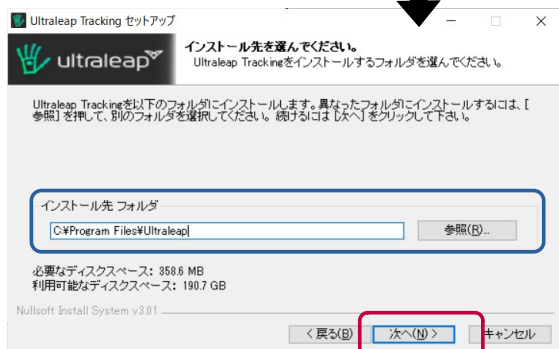 Ultraleap Tracking セットアップ
ultraleap
インストール先を選んでください。
Ultraleap Trackingをインストールするフォルダを選んでください。
Ultraleap Trackingを以下のフォルダにインストールします。異なったフォルダにインストールするには、[
参照] を押して、別のフォルダを選択してください。続けるには [次へ] をクリックして下さい。
インストール先 フォルダ
C:¥Program Files¥Ultraleap
参照(R)...
必要なディスクスペース: 358.6 MB
利用可能なディスクスペース: 190.7 GB
Nullsoft Install System v3.01
< 戻る(B)
次へ(N) >
キャンセル